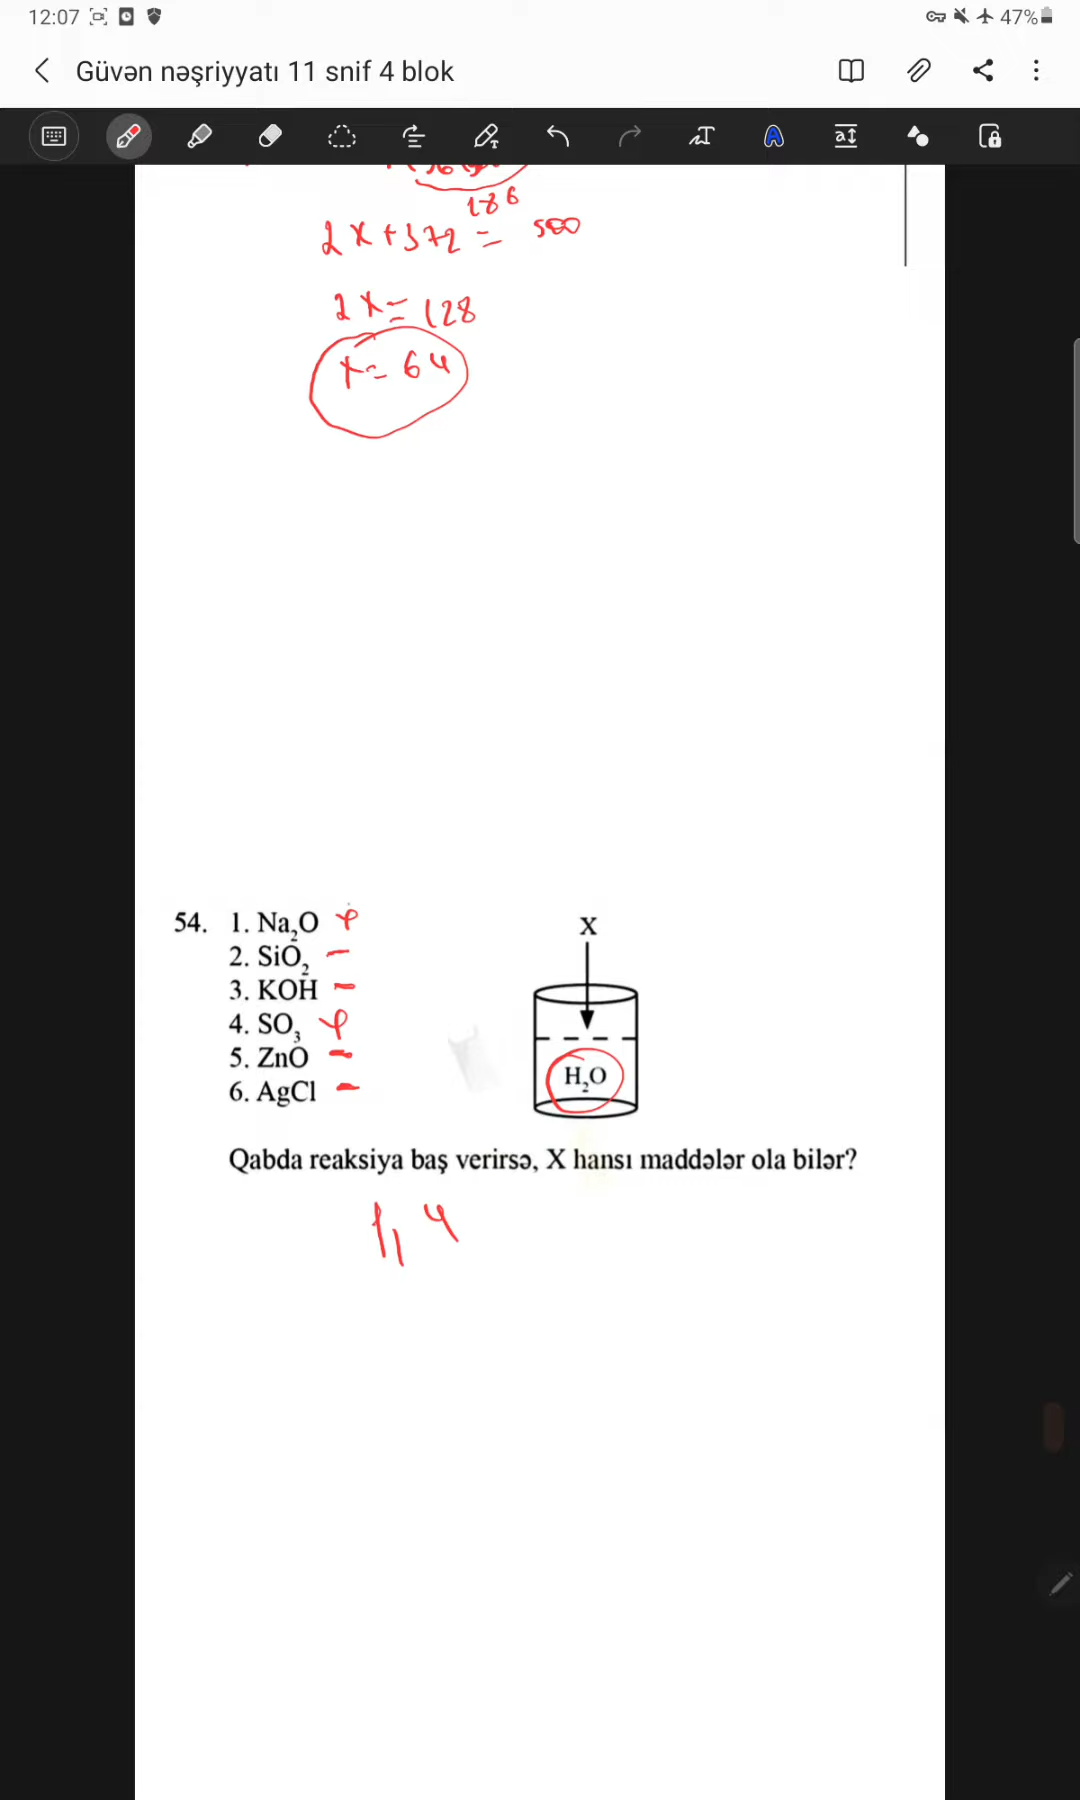 12:07
47%
Güvən nəşriyyatı 11 snif 4 blok
186
2x+372 = 500
2x = 128
x = 64
54. 1. Na₂O +
2. SiO₂ −
3. KOH −
4. SO₃ +
5. ZnO −
6. AgCl −
X
H₂O
Qabda reaksiya baş verirsə, X hansı maddələr ola bilər?
1, 4